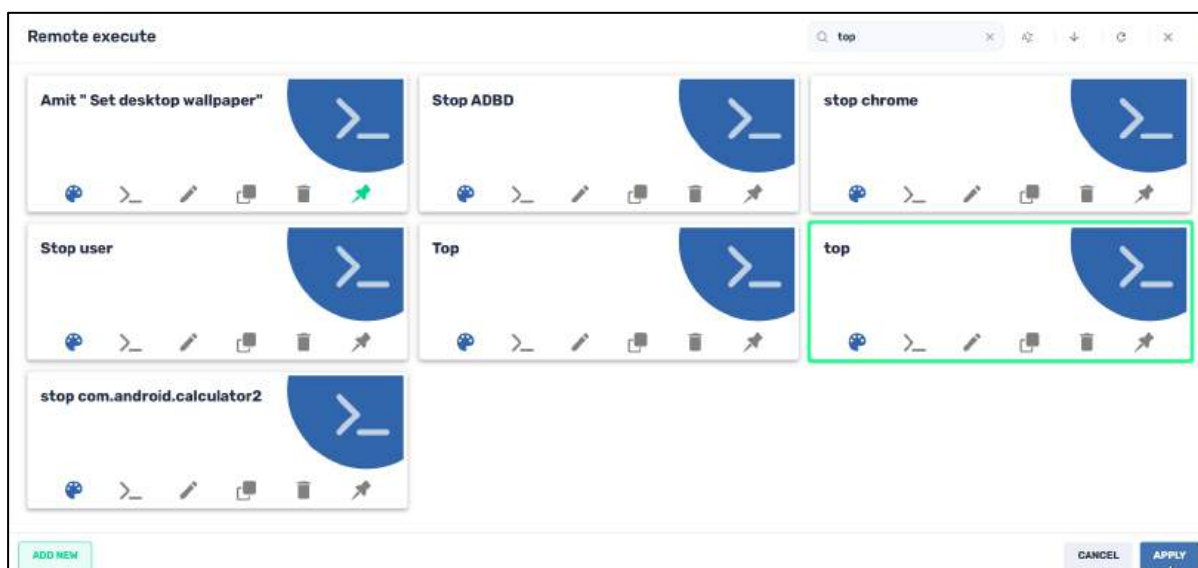 Remote execute
top
Amit " Set desktop wallpaper"
Stop ADBD
stop chrome
Stop user
Top
top
stop com.android.calculator2
ADD NEW
CANCEL
APPLY